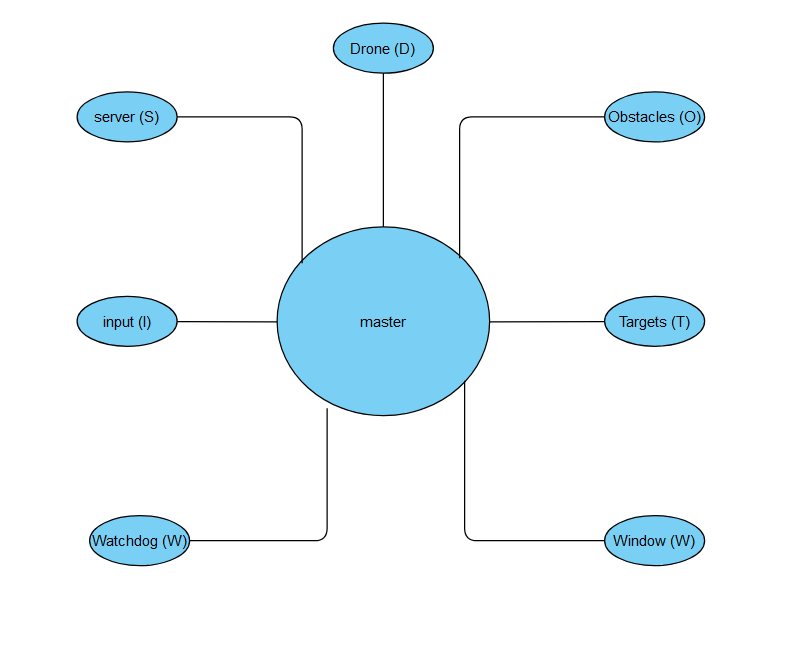 Drone (D)
server (S)
Obstacles (O)
input (I)
master
Targets (T)
Watchdog (W)
Window (W)